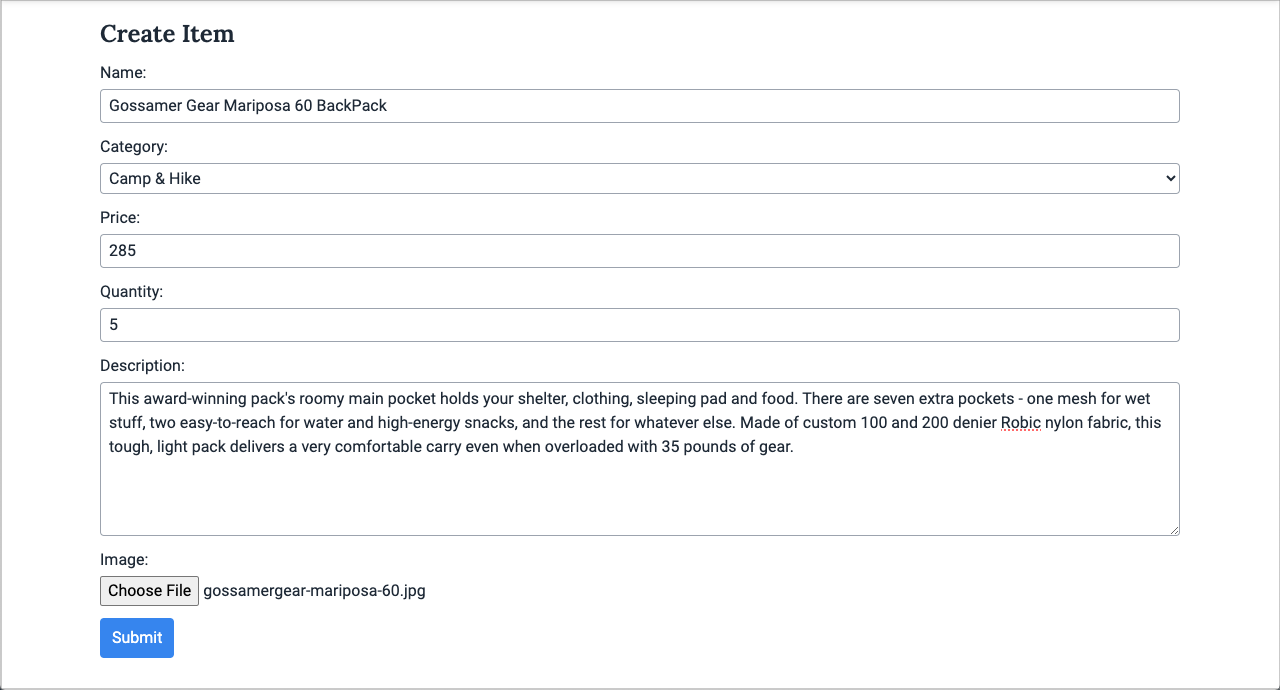 Create Item
Name:
Gossamer Gear Mariposa 60 BackPack
Category:
Camp & Hike
Price:
285
Quantity:
5
Description:
This award-winning pack's roomy main pocket holds your shelter, clothing, sleeping pad and food. There are seven extra pockets - one mesh for wet
stuff, two easy-to-reach for water and high-energy snacks, and the rest for whatever else. Made of custom 100 and 200 denier Robic nylon fabric, this
tough, light pack delivers a very comfortable carry even when overloaded with 35 pounds of gear.
Image:
Choose File gossamergear-mariposa-60.jpg
Submit